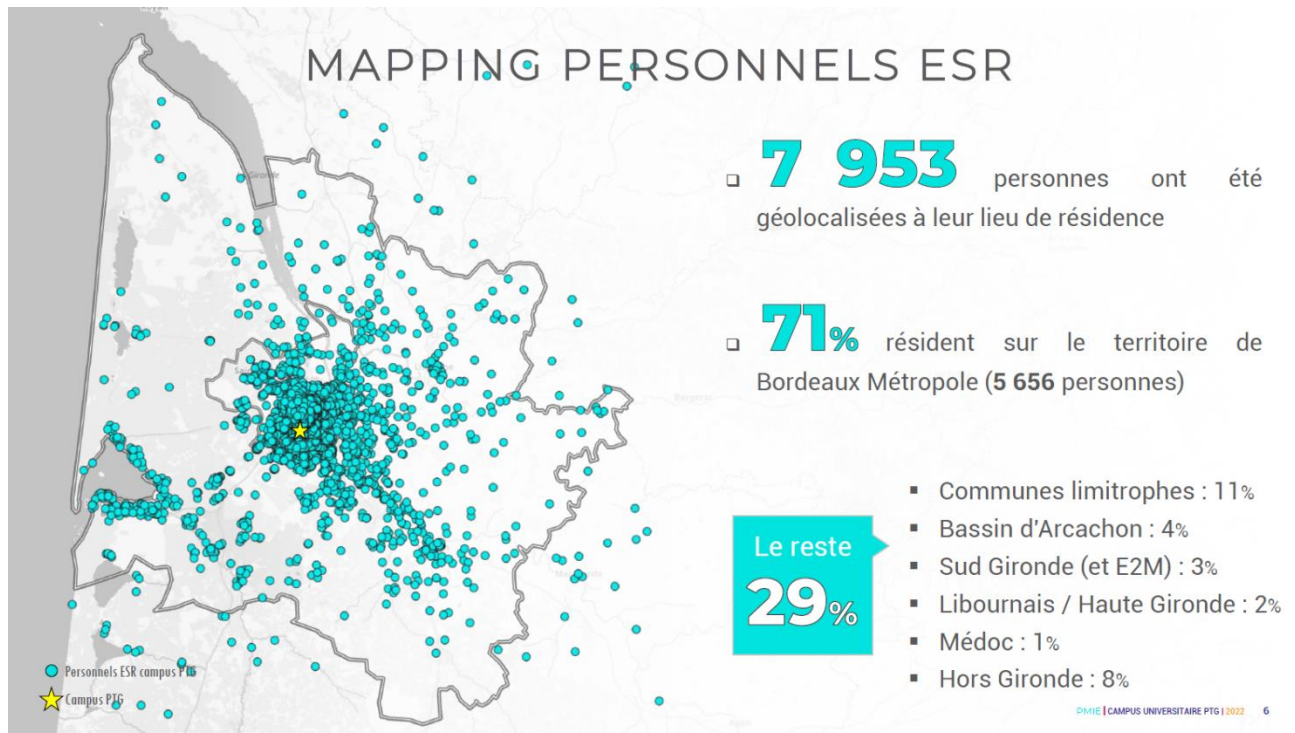 MAPPING PERSONNELS ESR
7 953 personnes ont été
géolocalisées à leur lieu de résidence
71% résident sur le territoire de
Bordeaux Métropole (5 656 personnes)
Le reste
29%
Communes limitrophes : 11%
Bassin d'Arcachon : 4%
Sud Gironde (et E2M) : 3%
Libournais / Haute Gironde : 2%
Médoc : 1%
Hors Gironde : 8%
Gironde
Bergerac
Personnels ESR campus PTG
Campus PTG
PMIE | CAMPUS UNIVERSITAIRE PTG | 2022 6